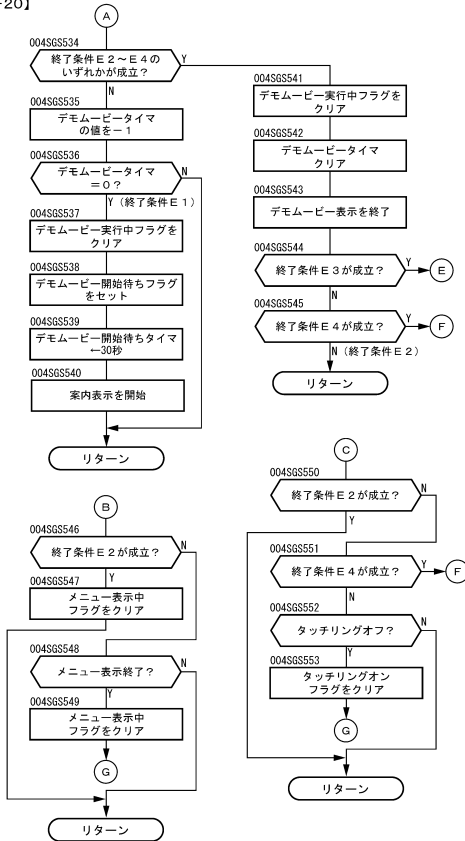 -20】
A
004SGS534
終了条件E2～E4の
いずれかが成立？
Y
N
004SGS535
デモムービータイマ
の値を－1
004SGS536
デモムービータイマ
＝0？
N
Y（終了条件E1）
004SGS537
デモムービー実行中フラグを
クリア
004SGS538
デモムービー開始待ちフラグ
をセット
004SGS539
デモムービー開始待ちタイマ
←30秒
004SGS540
案内表示を開始
リターン
004SGS541
デモムービー実行中フラグを
クリア
004SGS542
デモムービータイマ
クリア
004SGS543
デモムービー表示を終了
004SGS544
終了条件E3が成立？
Y
E
N
004SGS545
終了条件E4が成立？
Y
F
N（終了条件E2）
リターン
B
004SGS546
終了条件E2が成立？
N
Y
004SGS547
メニュー表示中
フラグをクリア
004SGS548
メニュー表示終了？
N
Y
004SGS549
メニュー表示中
フラグをクリア
G
リターン
C
004SGS550
終了条件E2が成立？
N
Y
004SGS551
終了条件E4が成立？
Y
F
N
004SGS552
タッチリングオフ？
N
Y
004SGS553
タッチリングオン
フラグをクリア
G
リターン